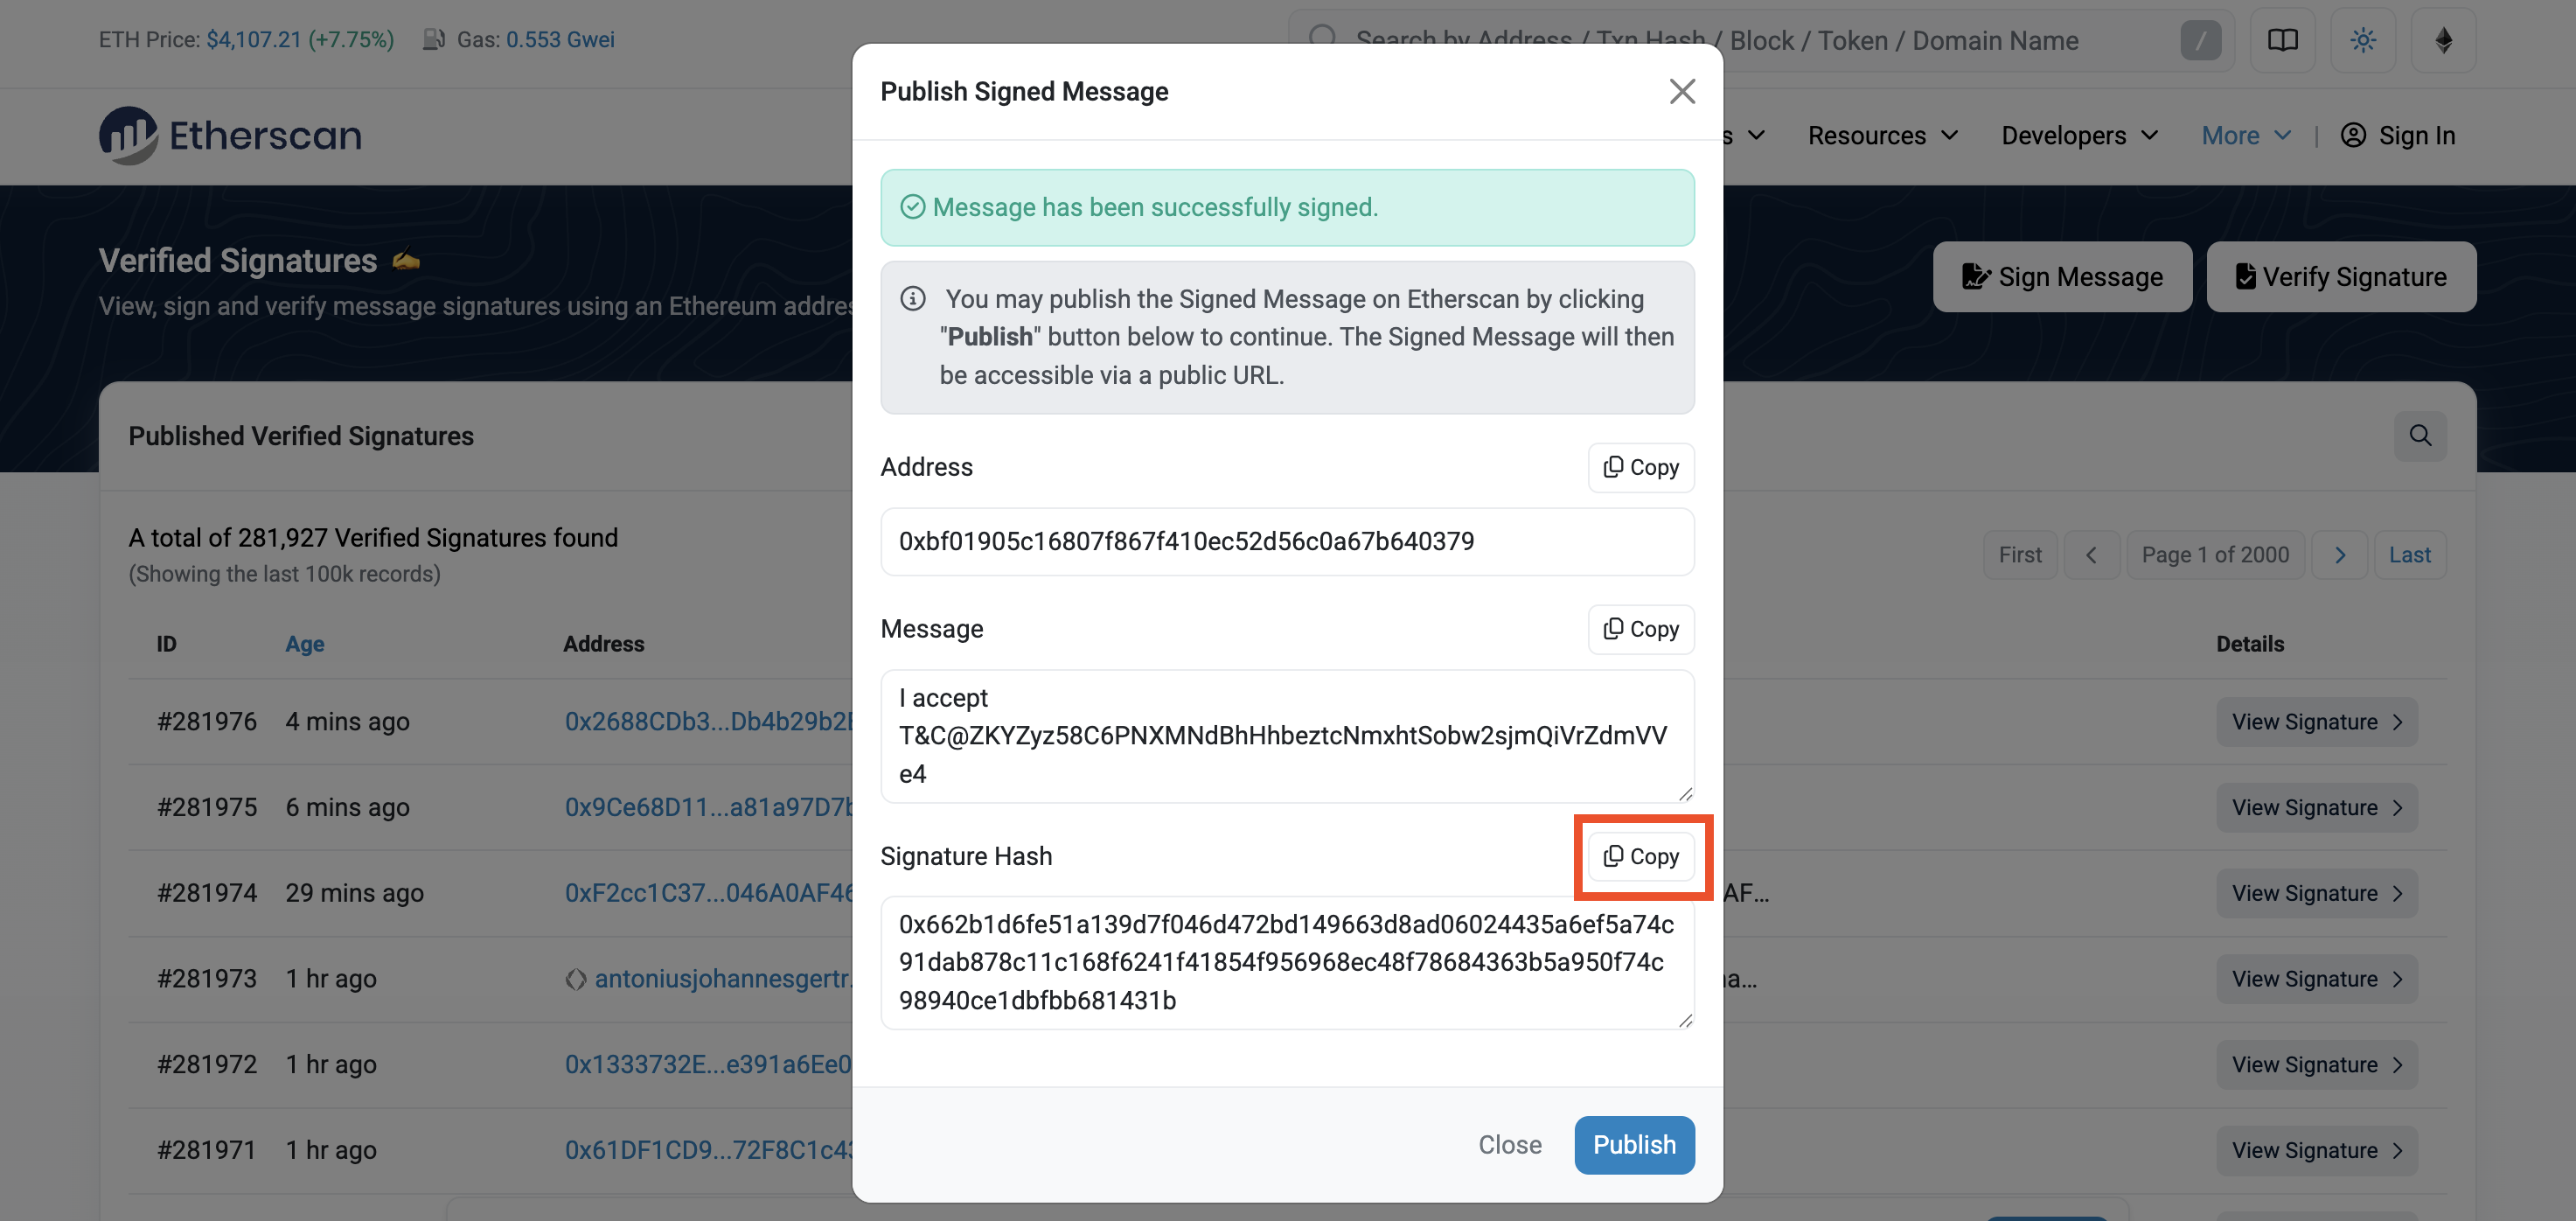 ETH Price: $4,107.21 (+7.75%) Gas: 0.553 Gwei
Search by Address / Txn Hash / Block / Token / Domain Name /
Etherscan
Resources Developers More | Sign In
Publish Signed Message
Message has been successfully signed.
You may publish the Signed Message on Etherscan by clicking
"Publish" button below to continue. The Signed Message will then
be accessible via a public URL.
Address Copy
0xbf01905c16807f867f410ec52d56c0a67b640379
Message Copy
I accept
T&C@ZKYZyz58C6PNXMNdBhHhbeztcNmxhtSobw2sjmQiVrZdmVV
e4
Signature Hash Copy
0x662b1d6fe51a139d7f046d472bd149663d8ad06024435a6ef5a74c
91dab878c11c168f6241f41854f956968ec48f78684363b5a950f74c
98940ce1dbfbb681431b
Close Publish
Verified Signatures
View, sign and verify message signatures using an Ethereum
Sign Message Verify Signature
Published Verified Signatures
A total of 281,927 Verified Signatures found
(Showing the last 100k records)
First Page 1 of 2000 Last
ID Age Address Details
#281976 4 mins ago 0x2688CDb3...Db4b29b2 View Signature
#281975 6 mins ago 0x9Ce68D11...a81a97D7 View Signature
#281974 29 mins ago 0xF2cc1C37...046A0AF46 AF... View Signature
#281973 1 hr ago antoniusjohannesgertr. a... View Signature
#281972 1 hr ago 0x1333732E...e391a6Ee0 View Signature
#281971 1 hr ago 0x61DF1CD9...72F8C1c4 View Signature